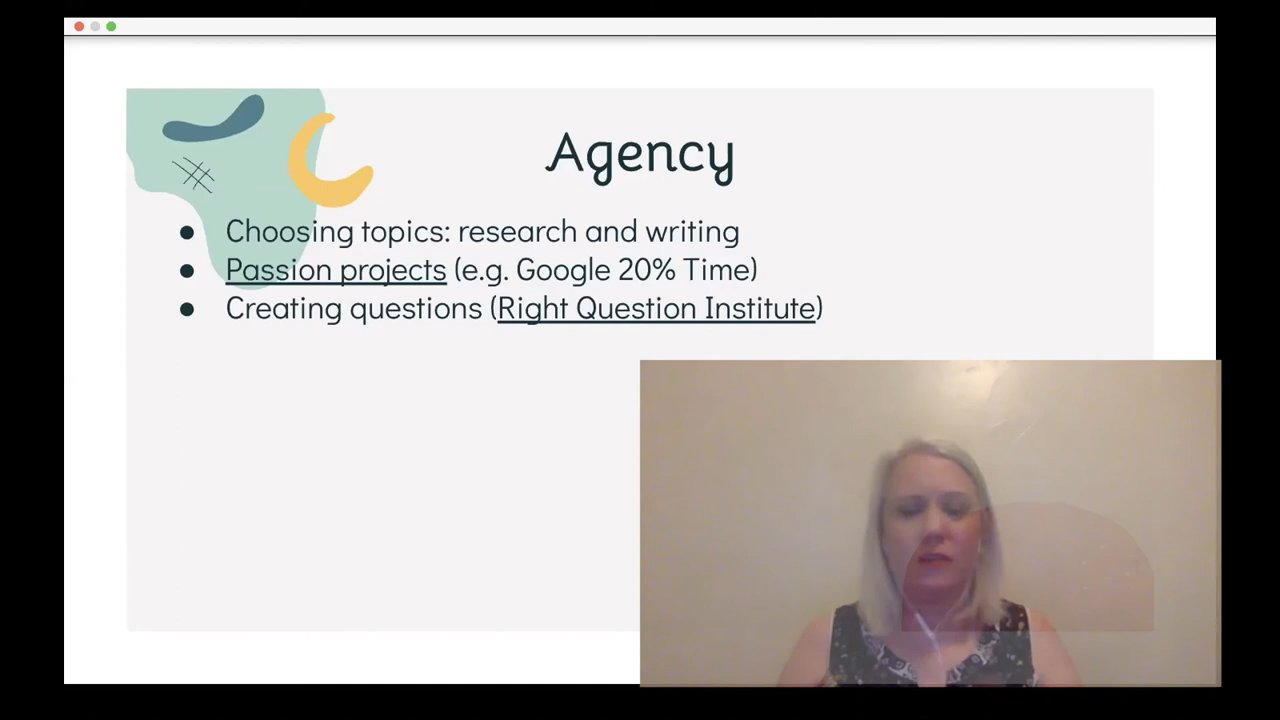 Agency
● Choosing topics: research and writing
● Passion projects (e.g. Google 20% Time)
● Creating questions (Right Question Institute)